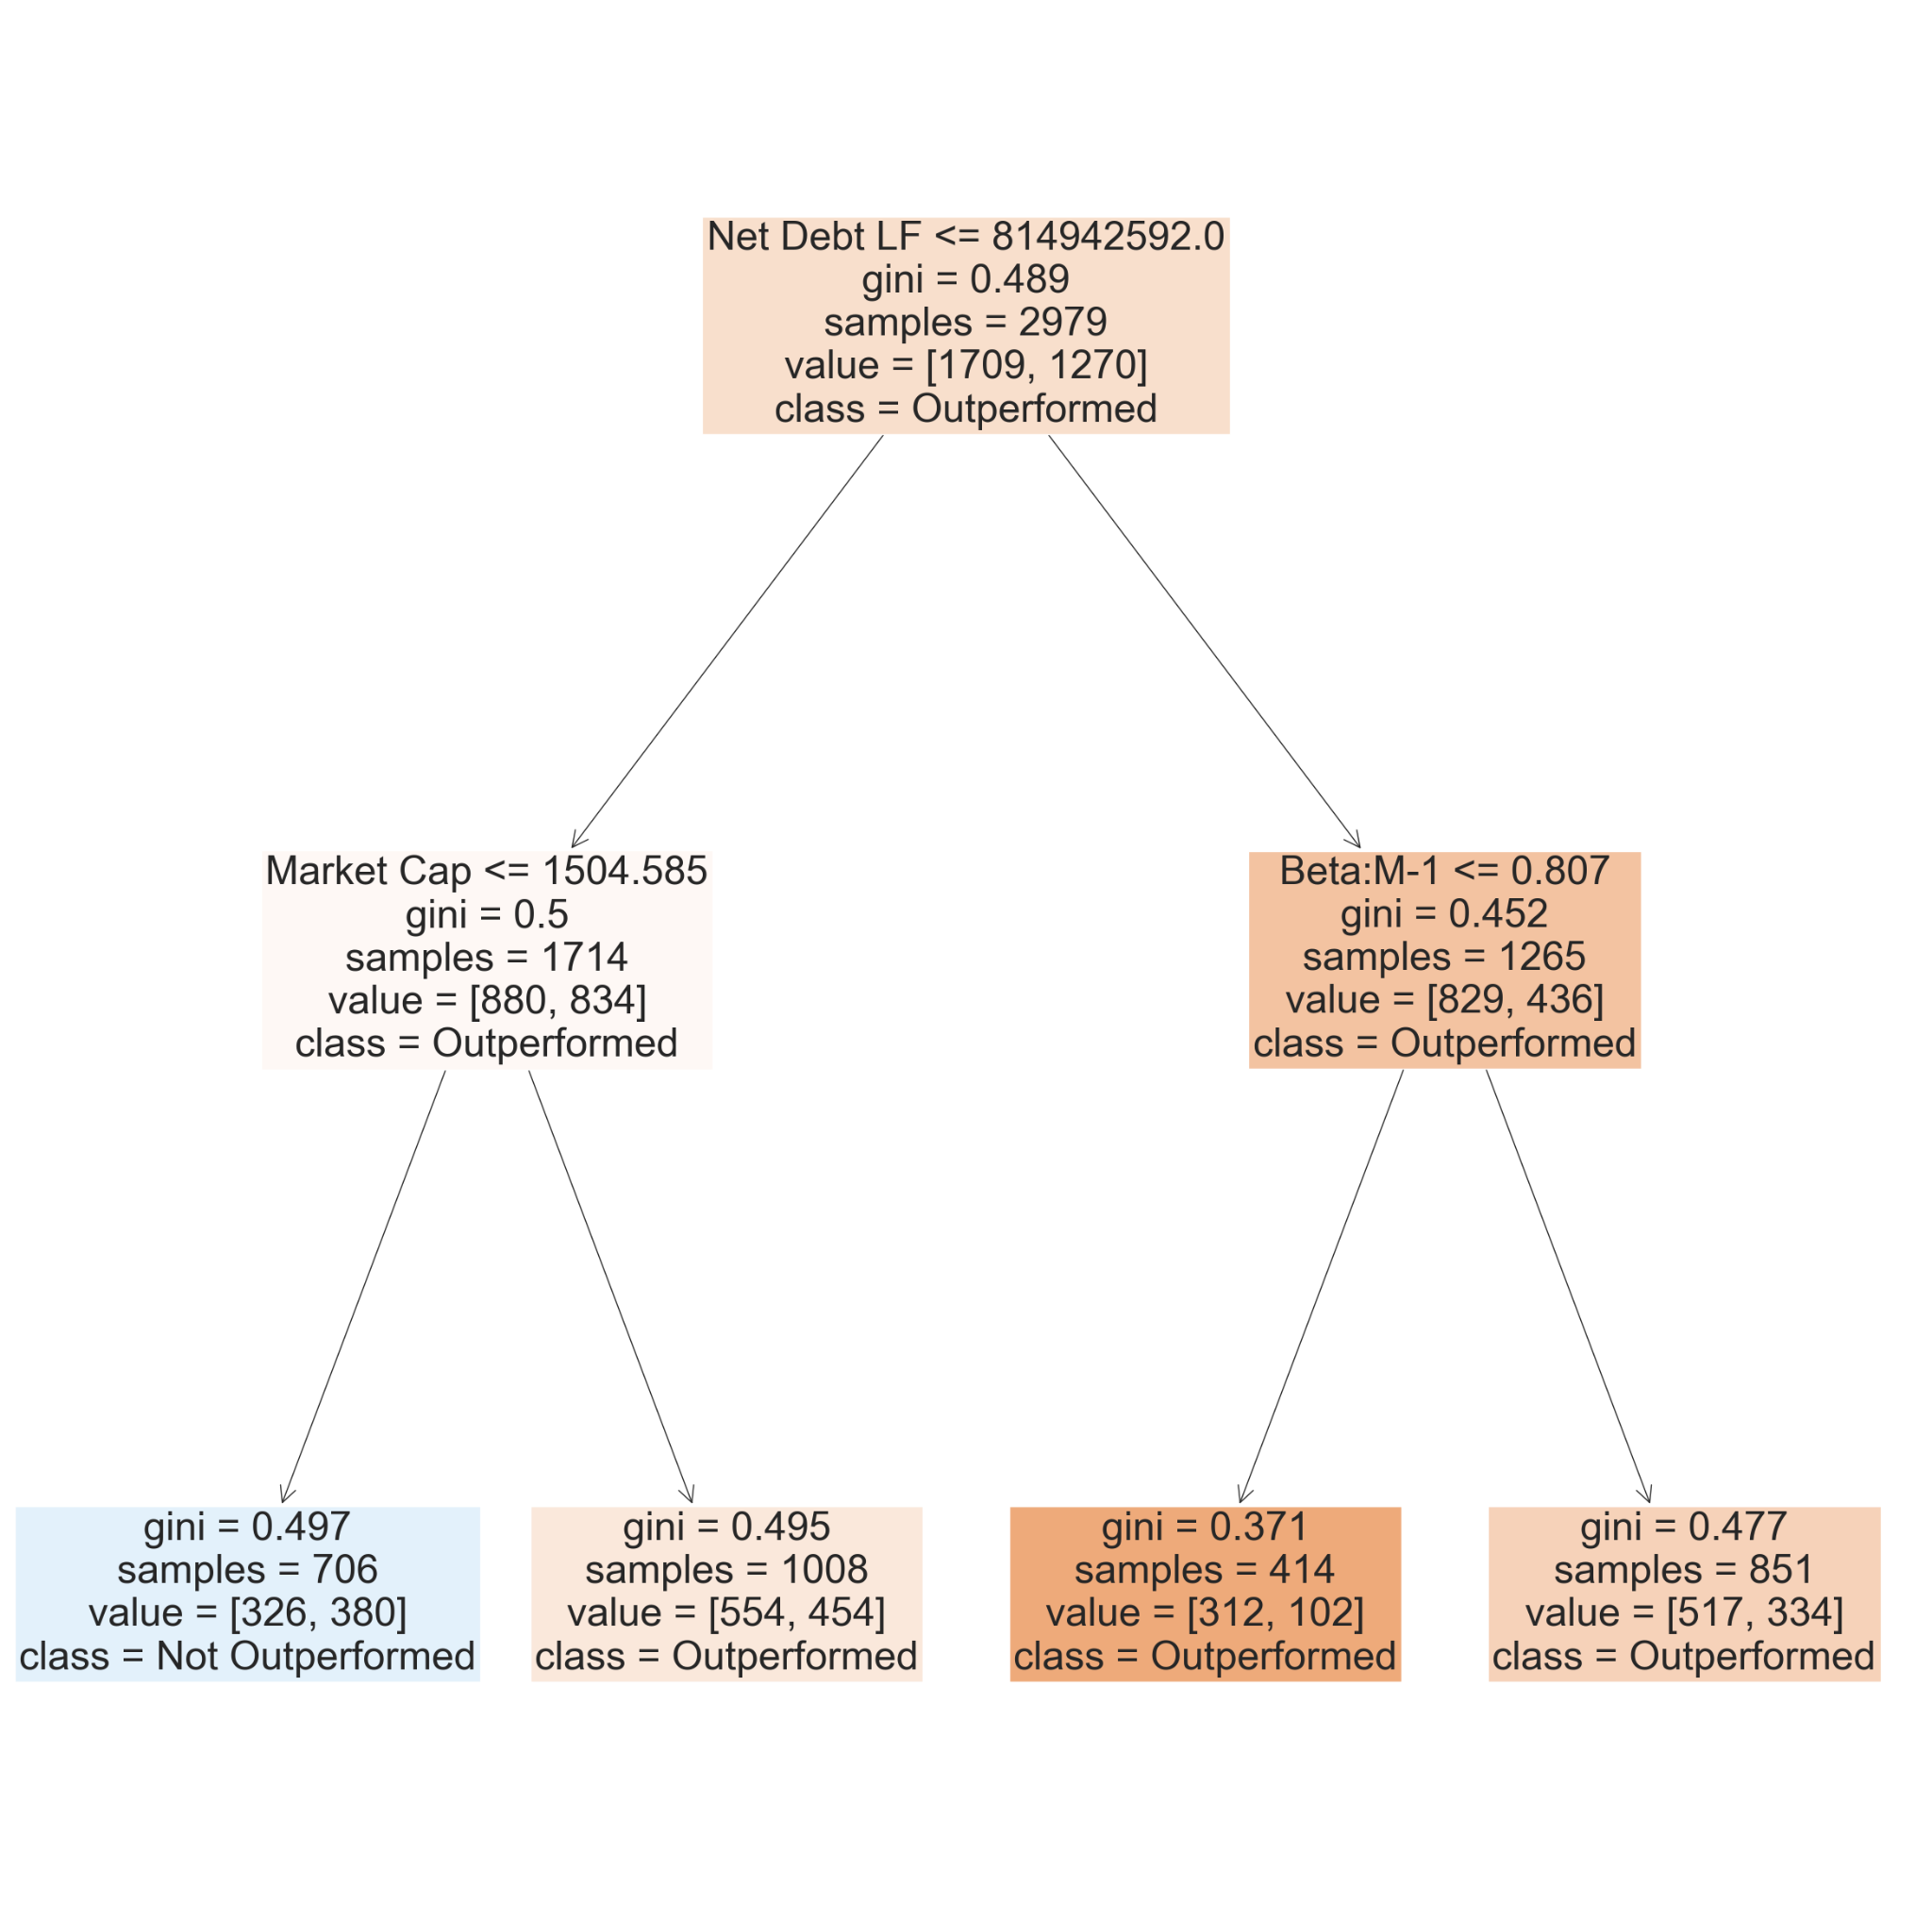 Net Debt LF <= 814942592.0
gini = 0.489
samples = 2979
value = [1709, 1270]
class = Outperformed
Market Cap <= 1504.585
gini = 0.5
samples = 1714
value = [880, 834]
class = Outperformed
Beta:M-1 <= 0.807
gini = 0.452
samples = 1265
value = [829, 436]
class = Outperformed
gini = 0.497
samples = 706
value = [326, 380]
class = Not Outperformed
gini = 0.495
samples = 1008
value = [554, 454]
class = Outperformed
gini = 0.371
samples = 414
value = [312, 102]
class = Outperformed
gini = 0.477
samples = 851
value = [517, 334]
class = Outperformed